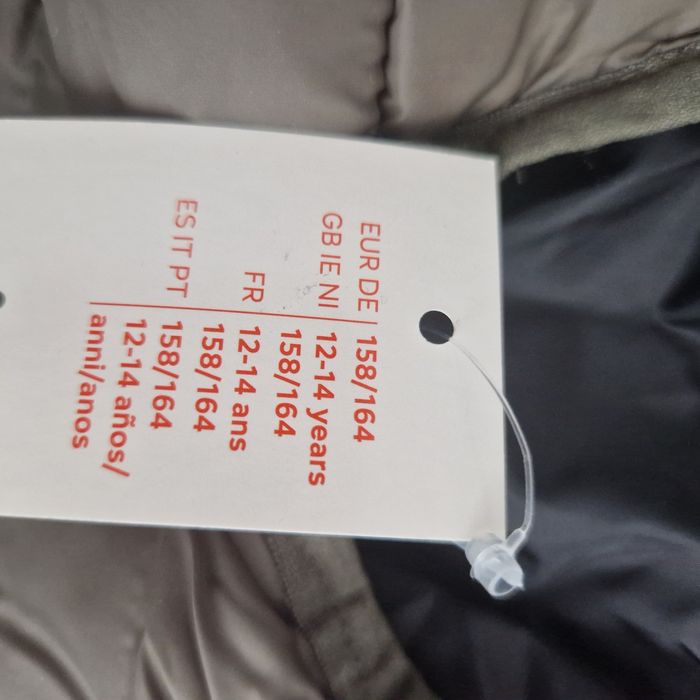 EUR DE 158/164
GB IE NI 12-14 years
158/164
FR 12-14 ans
158/164
ES IT PT 158/164
12-14 años/
anni/anos